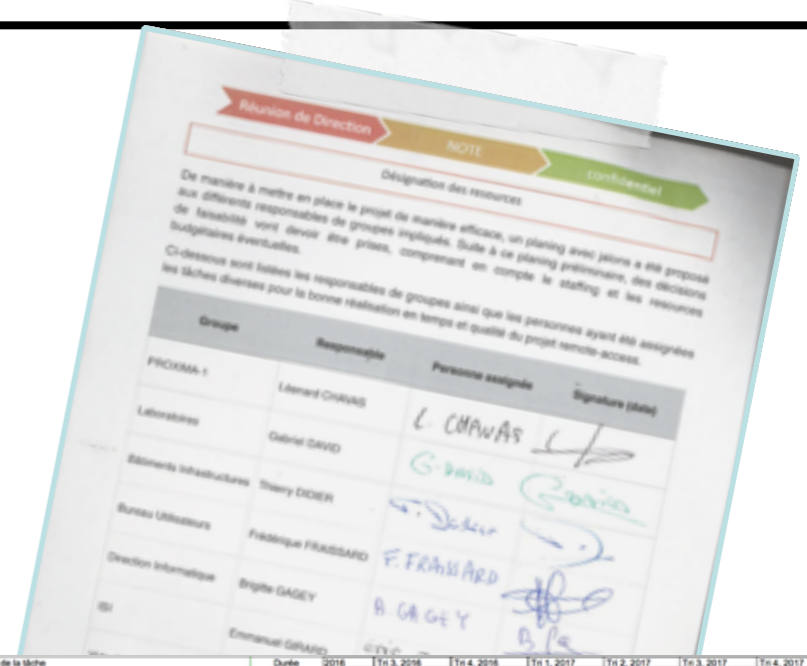 Réunion de Direction NOTE confidentiel
Désignation des resources
De manière à mettre en place le projet de manière efficace, un planing avec jalons a été proposé
aux différents responsables de groupes impliqués. Suite à ce planing préliminaire, des décisions
de faisabilité vont devoir être prises, comprenant en compte le staffing et les resources
budgétaires éventuelles.
Ci-dessous sont listées les responsables de groupes ainsi que les personnes ayant été assignées
les tâches diverses pour la bonne réalisation en temps et qualité du projet remote-access.
Groupe Responsable Personne assignée Signature (date)
PROXIMA-1 Léonard CHAVAS L. CHAVAS
Laboratoires Gabriel DAVID G. DAVID G. David
Bâtiments Infrastructures Thierry DIDIER T. Didier
Bureau Utilisateurs Frédérique FRAISSARD F. FRAISSARD
Direction Informatique Brigitte GAGEY B. GAGEY
ISI Emmanuel GIRARD
de la tâche Durée 2016 Tri 3, 2016 Tri 4, 2016 Tri 1, 2017 Tri 2, 2017 Tri 3, 2017 Tri 4, 2017